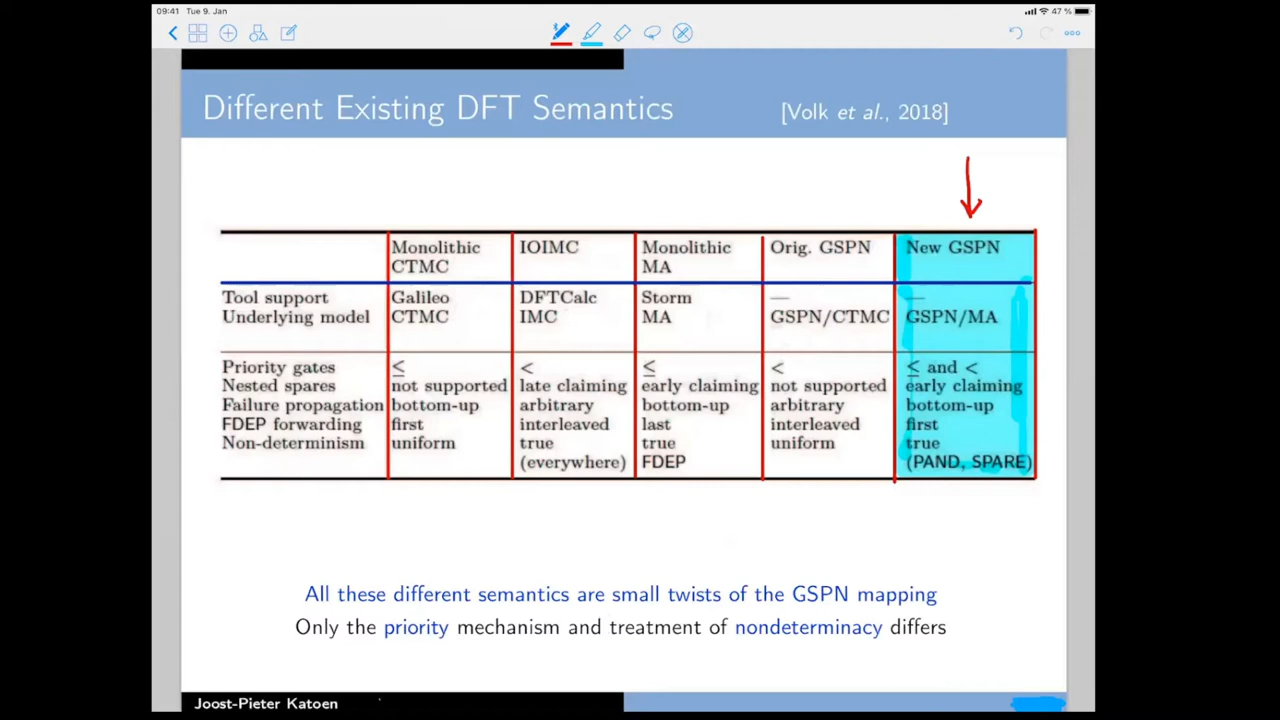 09:41 Tue 9. Jan 47 %
Different Existing DFT Semantics [Volk et al., 2018]
Monolithic CTMC IOIMC Monolithic MA Orig. GSPN New GSPN
Tool support Galileo DFTCalc Storm — —
Underlying model CTMC IMC MA GSPN/CTMC GSPN/MA
Priority gates ≤ < ≤ < ≤ and <
Nested spares not supported late claiming early claiming not supported early claiming
Failure propagation bottom-up arbitrary bottom-up arbitrary bottom-up
FDEP forwarding first interleaved last interleaved first
Non-determinism uniform true true uniform true
(everywhere) FDEP (PAND, SPARE)
All these different semantics are small twists of the GSPN mapping
Only the priority mechanism and treatment of nondeterminacy differs
Joost-Pieter Katoen